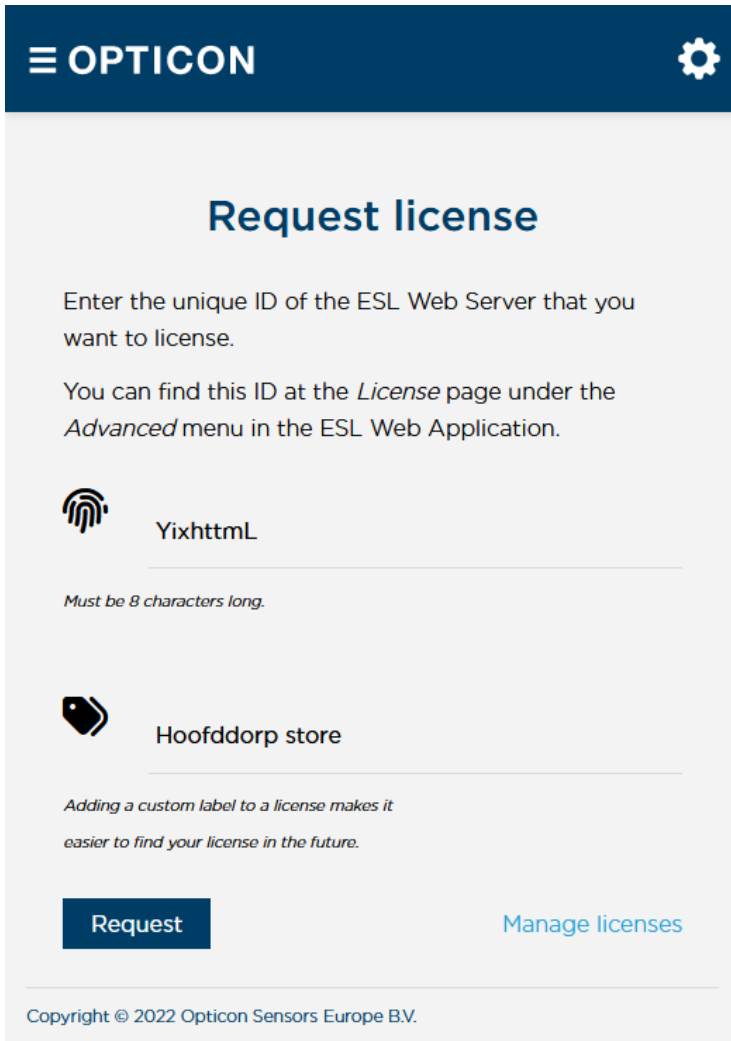 OPTICON
Request license
Enter the unique ID of the ESL Web Server that you
want to license.
You can find this ID at the License page under the
Advanced menu in the ESL Web Application.
YixhttmL
Must be 8 characters long.
Hoofddorp store
Adding a custom label to a license makes it
easier to find your license in the future.
Request Manage licenses
Copyright © 2022 Opticon Sensors Europe B.V.